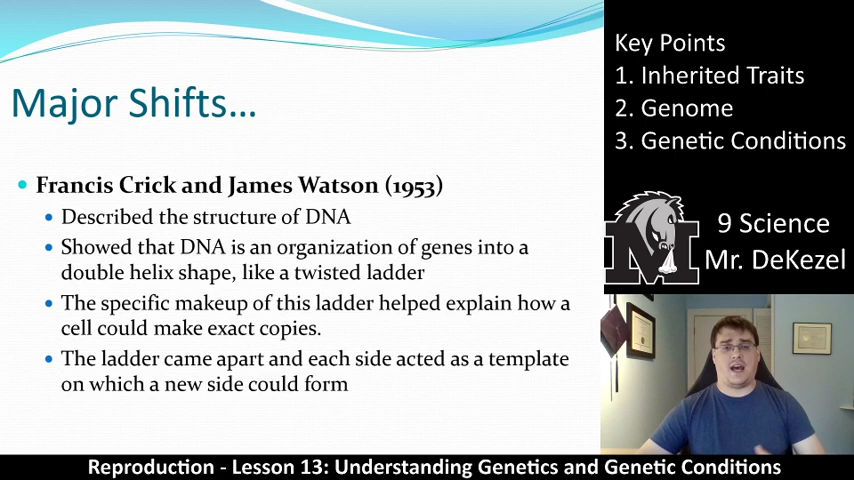 Major Shifts...
• Francis Crick and James Watson (1953)
• Described the structure of DNA
• Showed that DNA is an organization of genes into a
double helix shape, like a twisted ladder
• The specific makeup of this ladder helped explain how a
cell could make exact copies.
• The ladder came apart and each side acted as a template
on which a new side could form
Key Points
1. Inherited Traits
2. Genome
3. Genetic Conditions
M
9 Science
Mr. DeKezel
Reproduction - Lesson 13: Understanding Genetics and Genetic Conditions